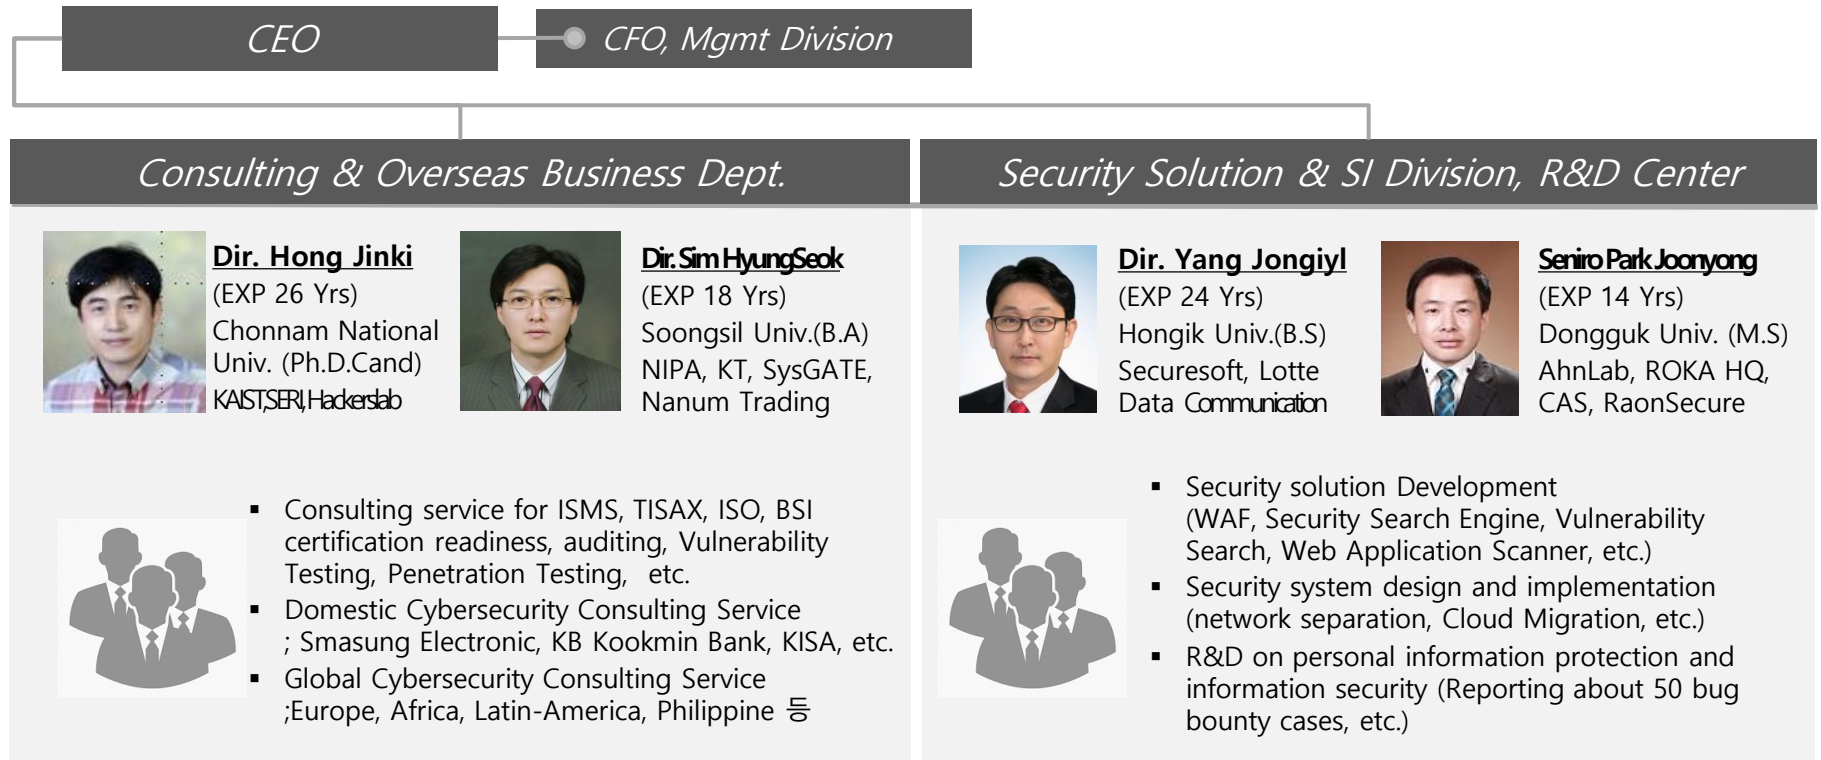 CEO
CFO, Mgmt Division
Consulting & Overseas Business Dept.
Dir. Hong Jinki
(EXP 26 Yrs)
Chonnam National
Univ. (Ph.D.Cand)
KAIST,SERI, Hackerslab
Dir. Sim HyungSeok
(EXP 18 Yrs)
Soongsil Univ.(B.A)
NIPA, KT, SysGATE,
Nanum Trading
▪ Consulting service for ISMS, TISAX, ISO, BSI
certification readiness, auditing, Vulnerability
Testing, Penetration Testing, etc.
▪ Domestic Cybersecurity Consulting Service
; Smasung Electronic, KB Kookmin Bank, KISA, etc.
▪ Global Cybersecurity Consulting Service
;Europe, Africa, Latin-America, Philippine 등
Security Solution & SI Division, R&D Center
Dir. Yang Jongiyl
(EXP 24 Yrs)
Hongik Univ.(B.S)
Securesoft, Lotte
Data Communication
Seniro Park Joonyong
(EXP 14 Yrs)
Dongguk Univ. (M.S)
AhnLab, ROKA HQ,
CAS, RaonSecure
▪ Security solution Development
(WAF, Security Search Engine, Vulnerability
Search, Web Application Scanner, etc.)
▪ Security system design and implementation
(network separation, Cloud Migration, etc.)
▪ R&D on personal information protection and
information security (Reporting about 50 bug
bounty cases, etc.)